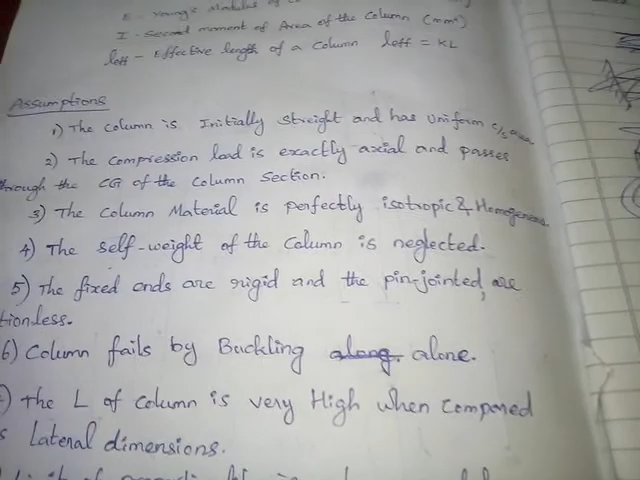 E - Young's Modulus of
I - Second moment of Area of the Column (mm⁴)
leff - Effective length of a Column leff = KL
Assumptions
1) The column is Initially streight and has uniform c/s area
2) The compression load is exactly axial and passes
through the CG of the Column Section.
3) The Column Material is perfectly isotropic & Homogeneous
4) The self-weight of the Column is neglected.
5) The fixed ends are rigid and the pin-jointed, are
tionless.
6) Column fails by Buckling along. alone.
) The L of column is very High when Compared
s Lateral dimensions.